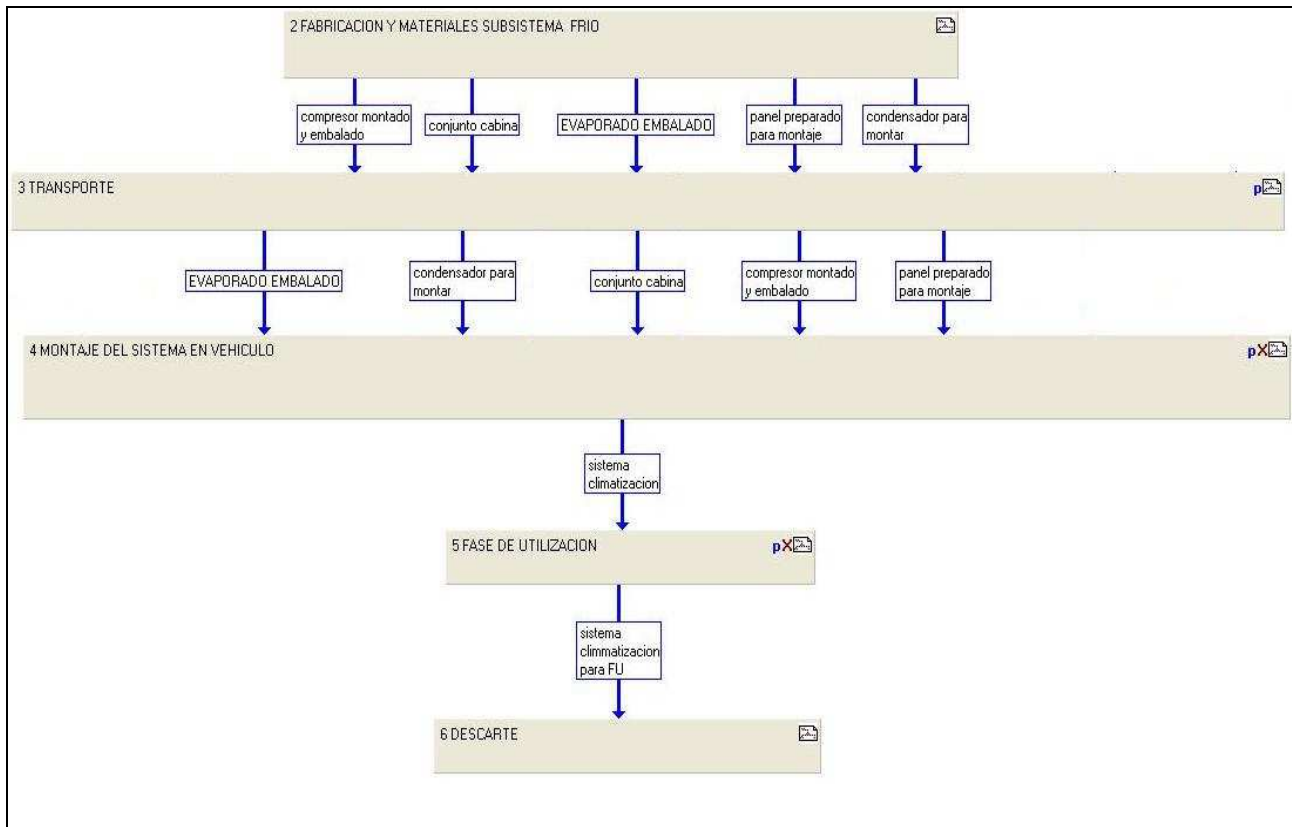 2 FABRICACION Y MATERIALES SUBSISTEMA FRIO
compresor montado
y embalado
conjunto cabina
EVAPORADO EMBALADO
panel preparado
para montaje
condensador para
montar
3 TRANSPORTE
p
EVAPORADO EMBALADO
condensador para
montar
conjunto cabina
compresor montado
y embalado
panel preparado
para montaje
4 MONTAJE DEL SISTEMA EN VEHICULO
pX
sistema
climatizacion
5 FASE DE UTILIZACION
pX
sistema
climmatizacion
para FU
6 DESCARTE